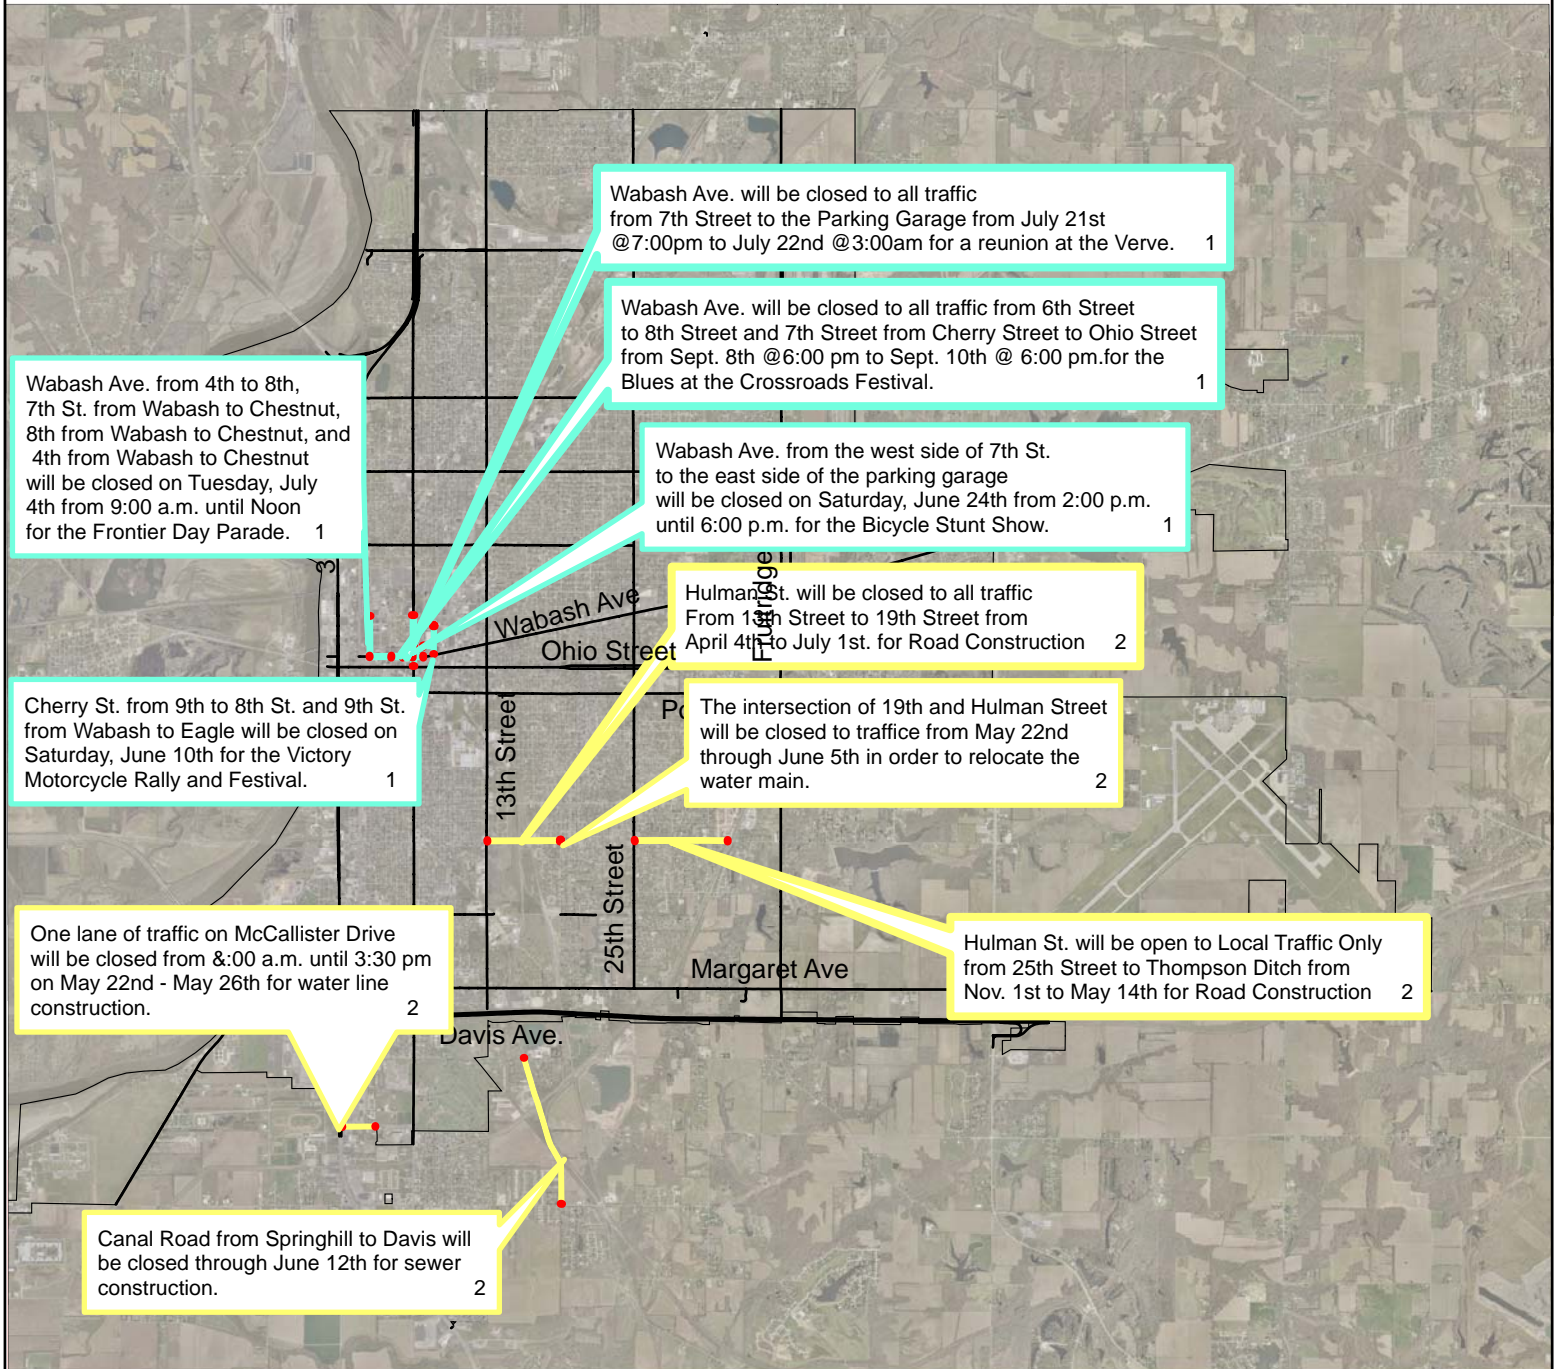 Wabash Ave. will be closed to all traffic
from 7th Street to the Parking Garage from July 21st
@7:00pm to July 22nd @3:00am for a reunion at the Verve. 1
Wabash Ave. will be closed to all traffic from 6th Street
to 8th Street and 7th Street from Cherry Street to Ohio Street
from Sept. 8th @6:00 pm to Sept. 10th @ 6:00 pm.for the
Blues at the Crossroads Festival. 1
Wabash Ave. from 4th to 8th,
7th St. from Wabash to Chestnut,
8th from Wabash to Chestnut, and
4th from Wabash to Chestnut
will be closed on Tuesday, July
4th from 9:00 a.m. until Noon
for the Frontier Day Parade. 1
Wabash Ave. from the west side of 7th St.
to the east side of the parking garage
will be closed on Saturday, June 24th from 2:00 p.m.
until 6:00 p.m. for the Bicycle Stunt Show. 1
3
Fruitridge
Hulman St. will be closed to all traffic
From 13th Street to 19th Street from
April 4th to July 1st. for Road Construction 2
Wabash Ave
Ohio Street
Cherry St. from 9th to 8th St. and 9th St.
from Wabash to Eagle will be closed on
Saturday, June 10th for the Victory
Motorcycle Rally and Festival. 1
13th Street
Po
The intersection of 19th and Hulman Street
will be closed to traffice from May 22nd
through June 5th in order to relocate the
water main. 2
25th Street
One lane of traffic on McCallister Drive
will be closed from &:00 a.m. until 3:30 pm
on May 22nd - May 26th for water line
construction. 2
Margaret Ave
Hulman St. will be open to Local Traffic Only
from 25th Street to Thompson Ditch from
Nov. 1st to May 14th for Road Construction 2
Davis Ave.
Canal Road from Springhill to Davis will
be closed through June 12th for sewer
construction. 2